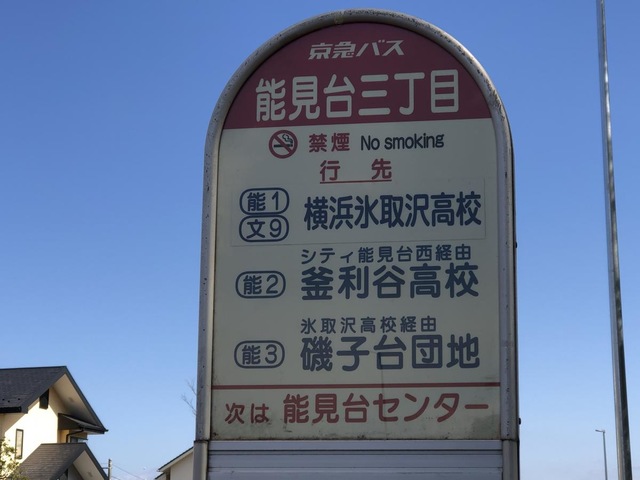 京急バス
能見台三丁目
禁煙 No smoking
行先
能1
文9
横浜氷取沢高校
シティ能見台西経由
能2 釜利谷高校
氷取沢高校経由
能3 磯子台団地
次は 能見台センター